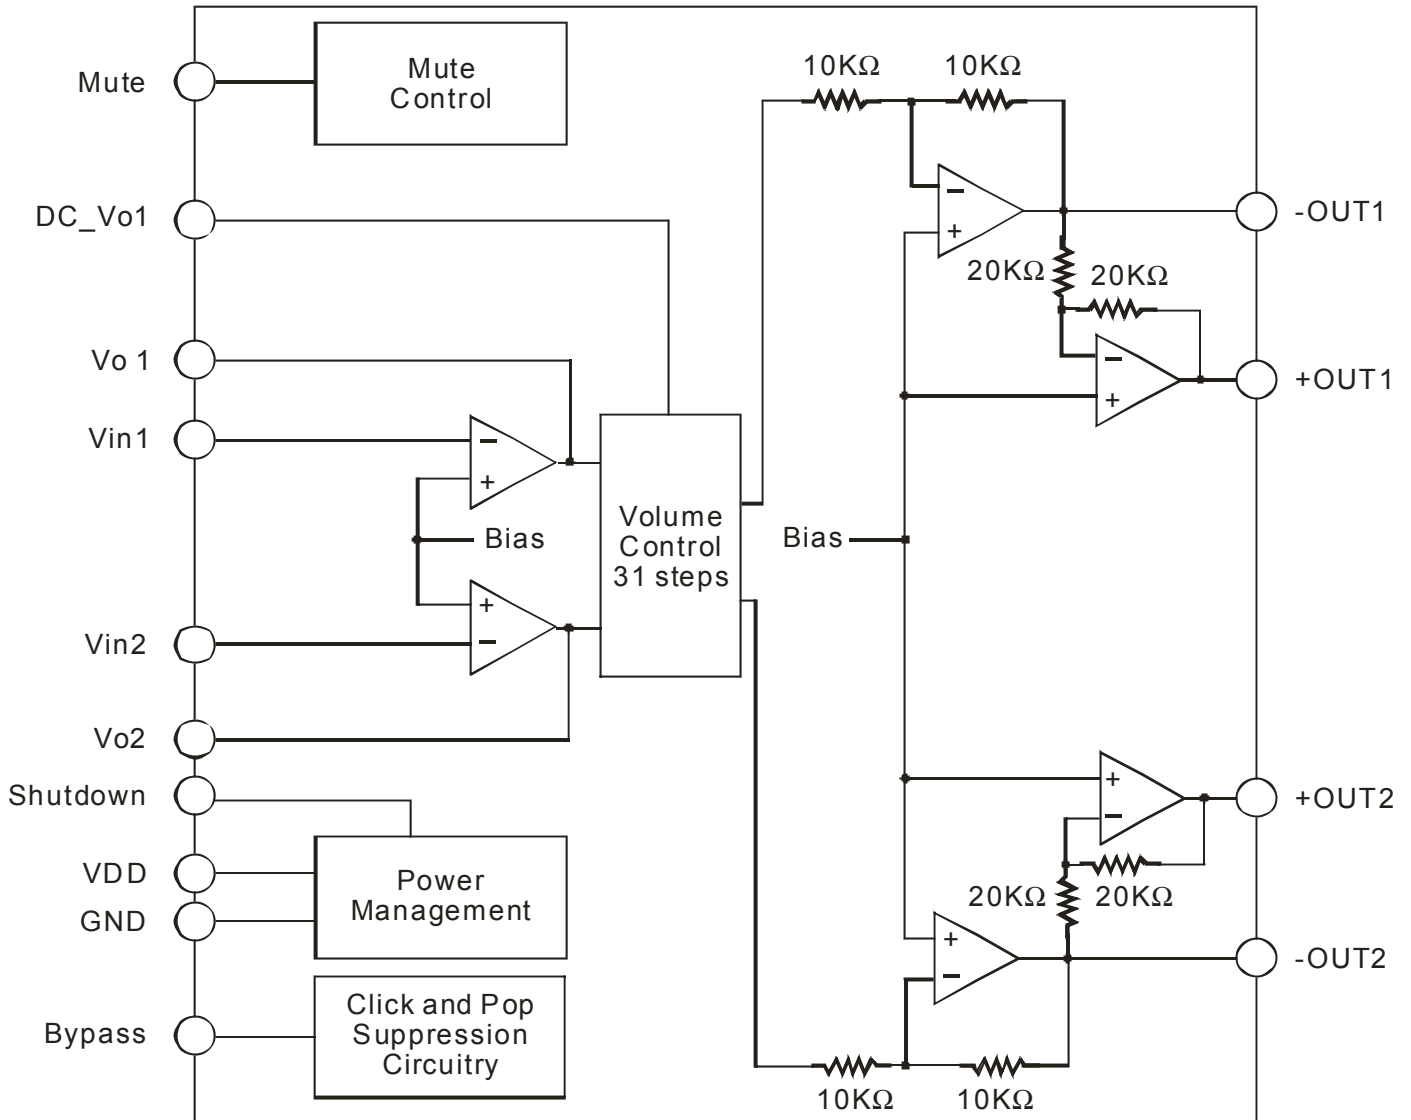 Mute
Mute
Control
10KΩ
10KΩ
DC_Vo1
-OUT1
20KΩ
20KΩ
Vo 1
+OUT1
Vin1
Volume
Control
31 steps
Bias
Bias
Vin2
Vo2
Shutdown
+OUT2
VDD
GND
Power
Management
20KΩ
20KΩ
-OUT2
Bypass
Click and Pop
Suppression
Circuitry
10KΩ
10KΩ